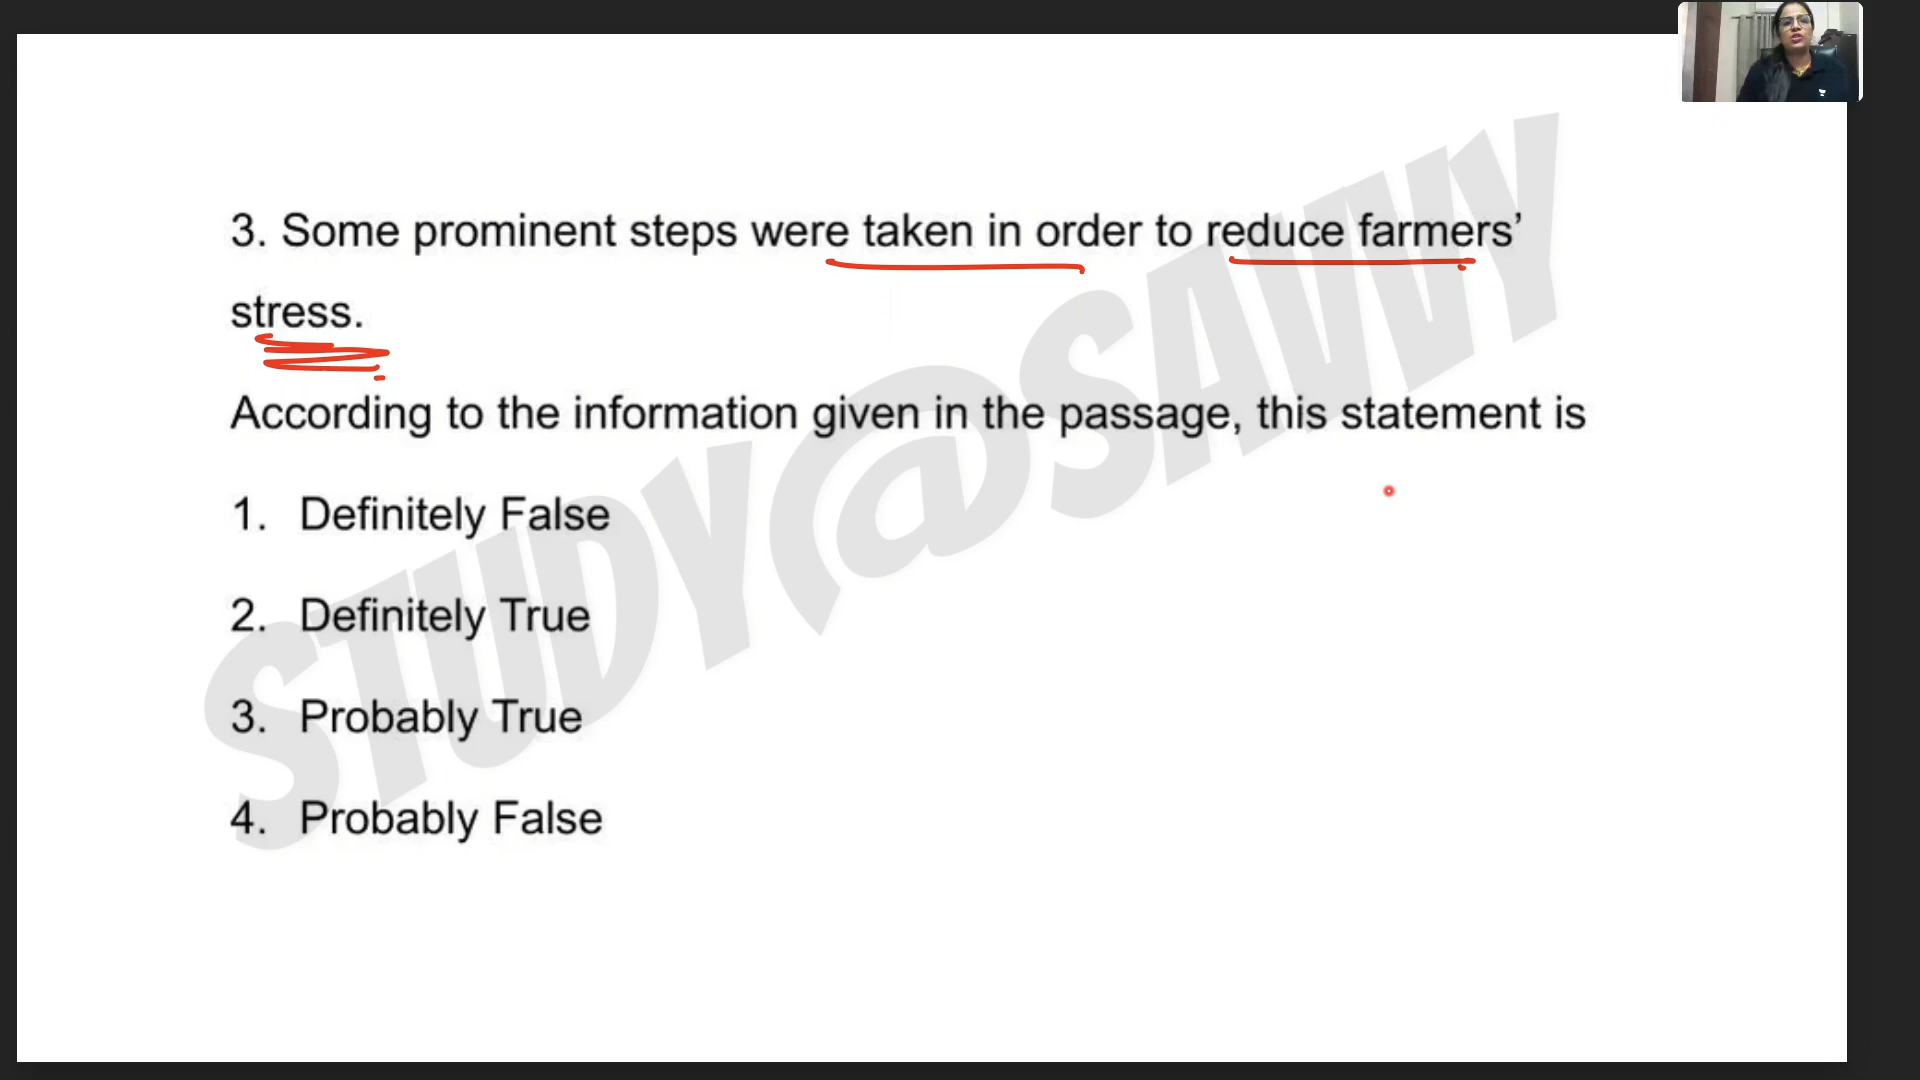 3. Some prominent steps were taken in order to reduce farmers’
stress.
According to the information given in the passage, this statement is
1. Definitely False
2. Definitely True
3. Probably True
4. Probably False
STUDY@SAVVY